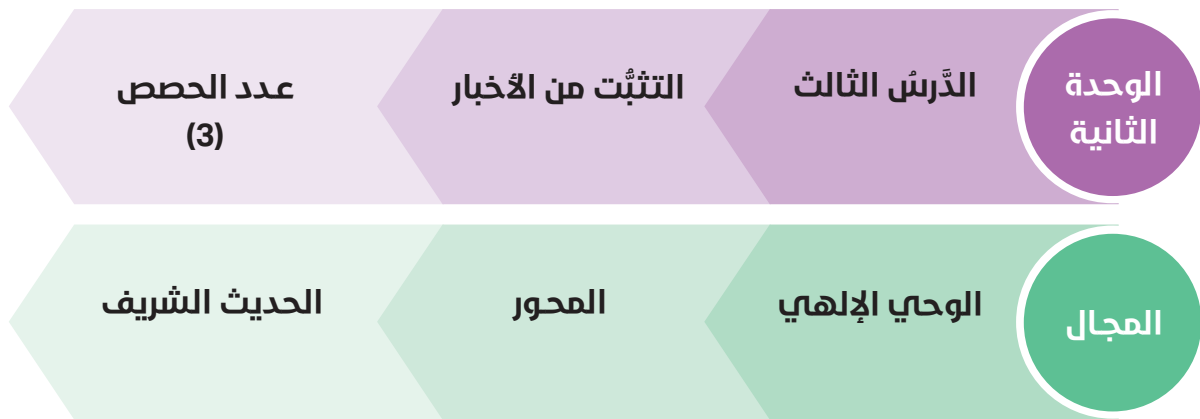 الوحدة
الثانية
الدَّرسُ الثالث
التثبُّت من الأخبار
عدد الحصص
(3)
المجال
الوحي الإلهي
المحور
الحديث الشريف